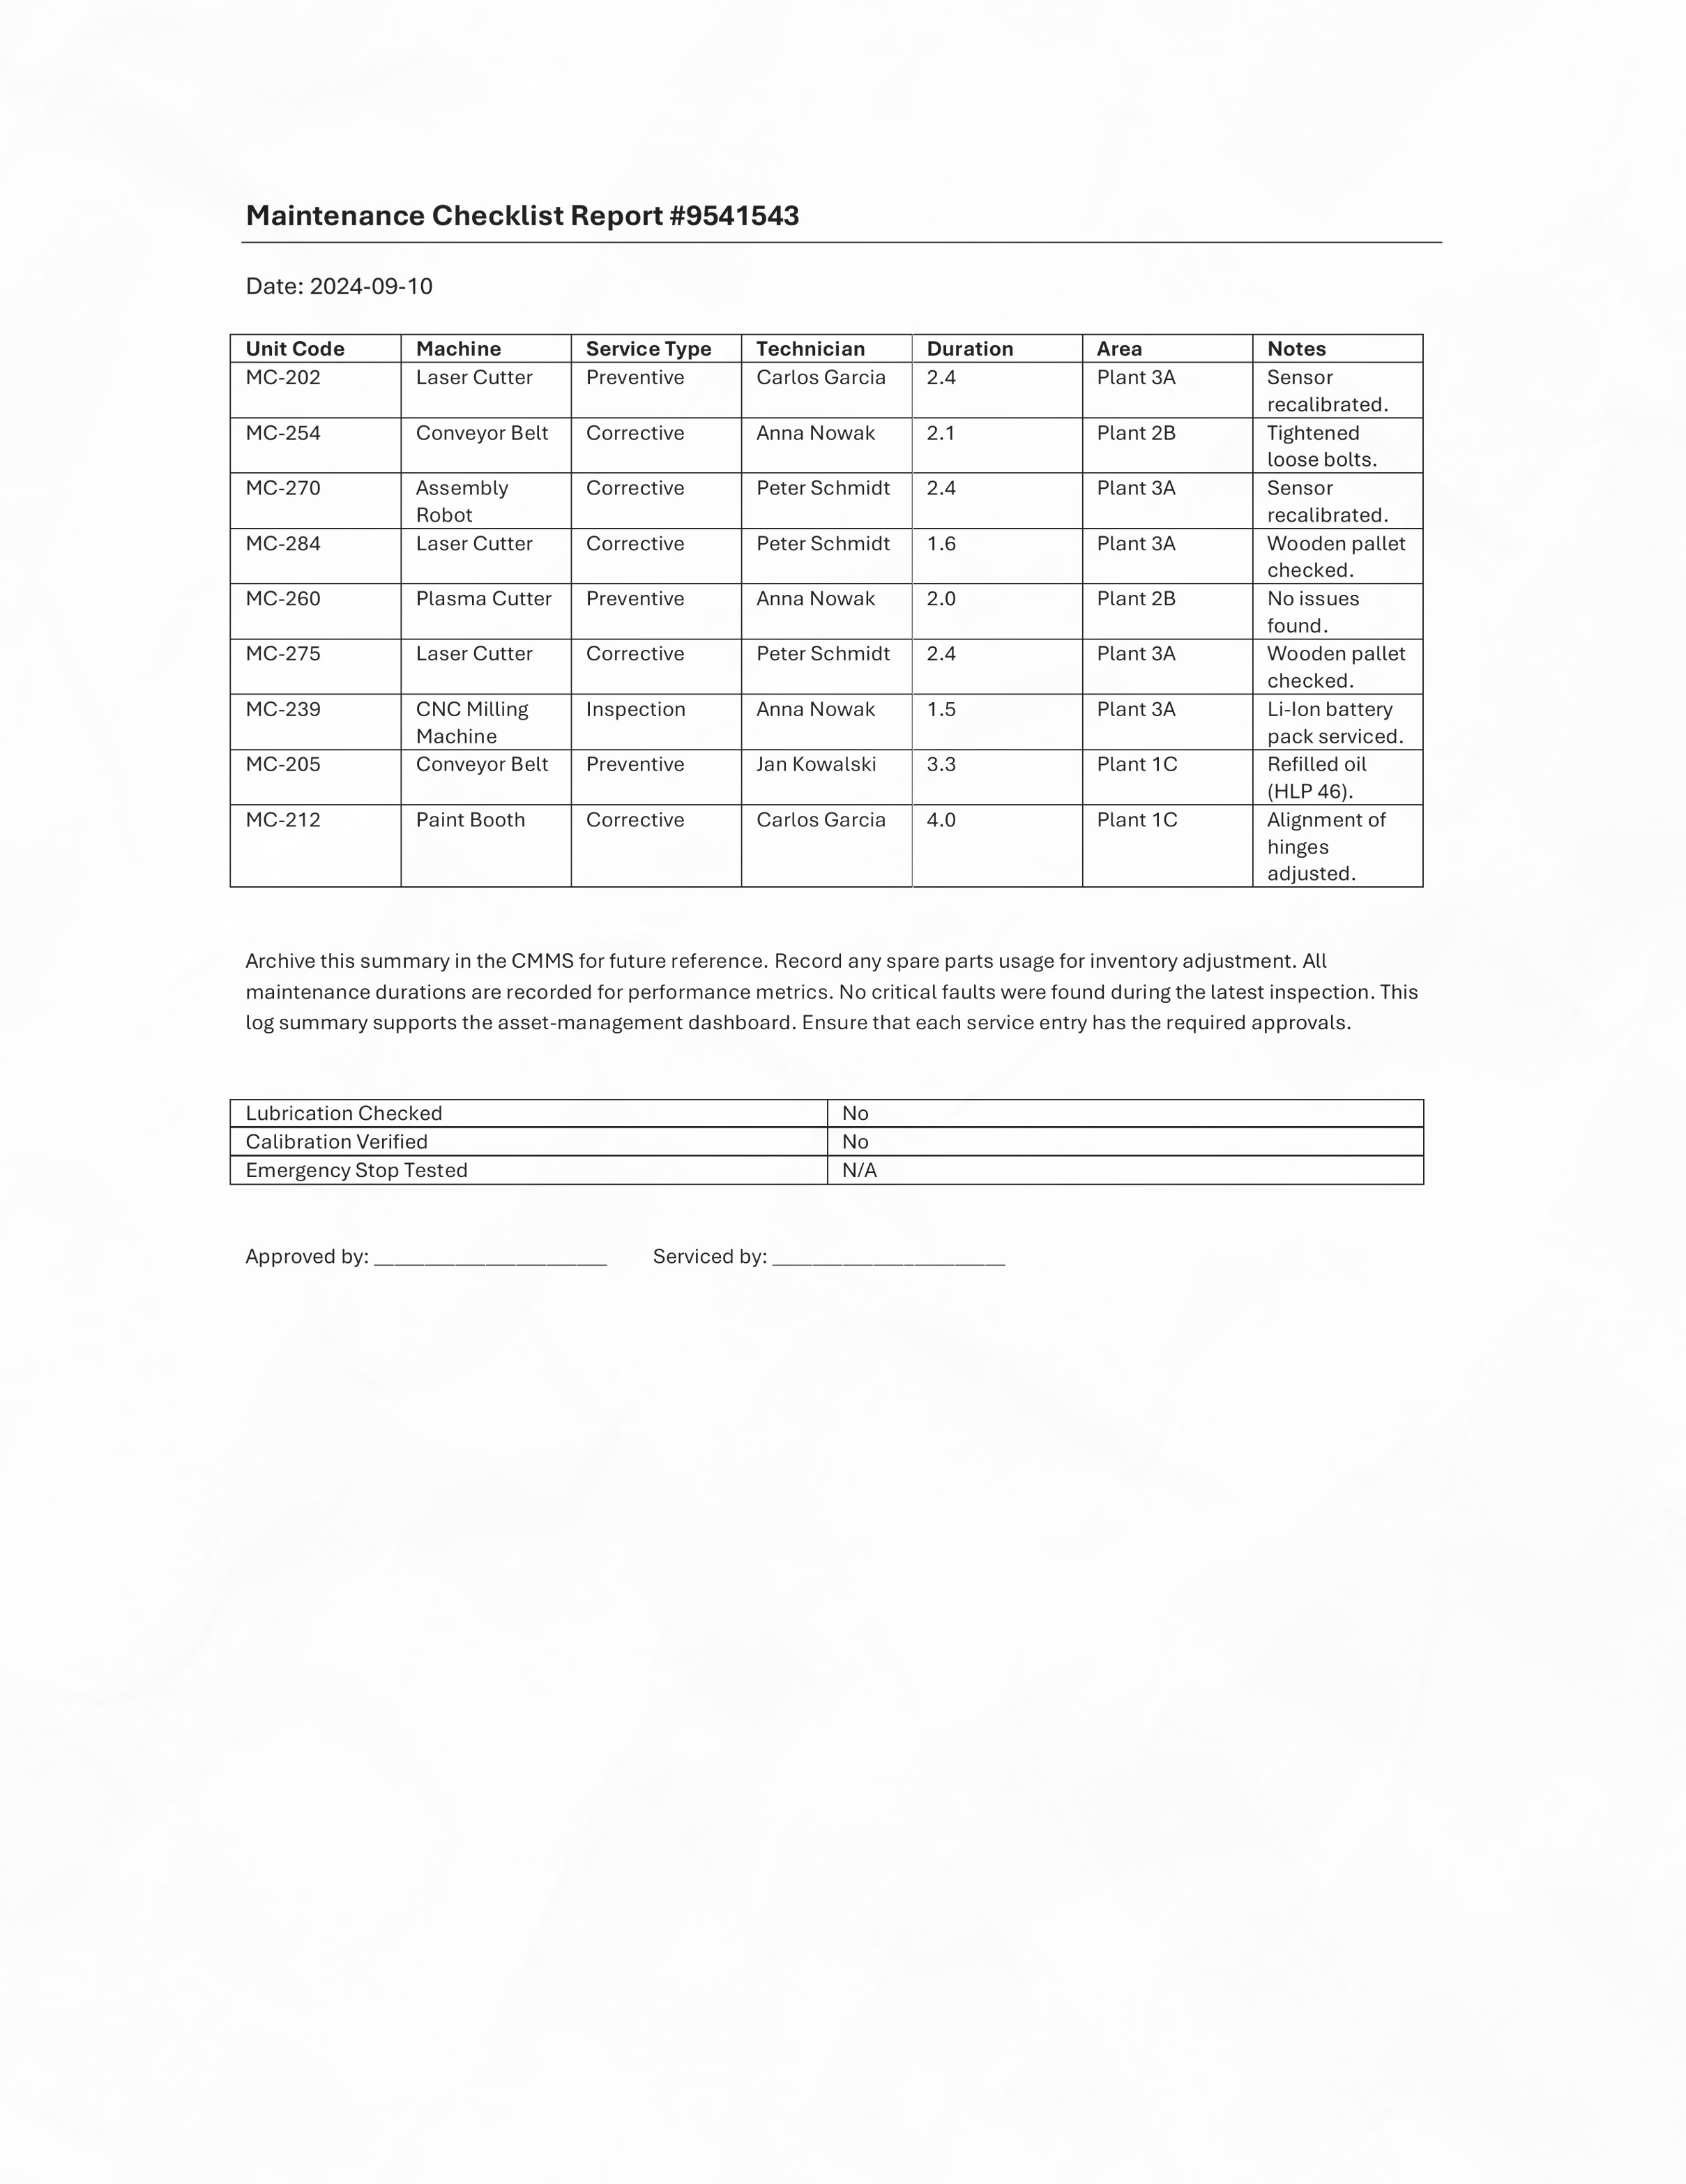 Maintenance Checklist Report #9541543
Date: 2024-09-10
Unit Code Machine Service Type Technician Duration Area Notes
MC-202 Laser Cutter Preventive Carlos Garcia 2.4 Plant 3A Sensor
recalibrated.
MC-254 Conveyor Belt Corrective Anna Nowak 2.1 Plant 2B Tightened
loose bolts.
MC-270 Assembly Corrective Peter Schmidt 2.4 Plant 3A Sensor
Robot recalibrated.
MC-284 Laser Cutter Corrective Peter Schmidt 1.6 Plant 3A Wooden pallet
checked.
MC-260 Plasma Cutter Preventive Anna Nowak 2.0 Plant 2B No issues
found.
MC-275 Laser Cutter Corrective Peter Schmidt 2.4 Plant 3A Wooden pallet
checked.
MC-239 CNC Milling Inspection Anna Nowak 1.5 Plant 3A Li-Ion battery
Machine pack serviced.
MC-205 Conveyor Belt Preventive Jan Kowalski 3.3 Plant 1C Refilled oil
(HLP 46).
MC-212 Paint Booth Corrective Carlos Garcia 4.0 Plant 1C Alignment of
hinges
adjusted.
Archive this summary in the CMMS for future reference. Record any spare parts usage for inventory adjustment. All
maintenance durations are recorded for performance metrics. No critical faults were found during the latest inspection. This
log summary supports the asset-management dashboard. Ensure that each service entry has the required approvals.
Lubrication Checked No
Calibration Verified No
Emergency Stop Tested N/A
Approved by: _______________________ Serviced by: _______________________